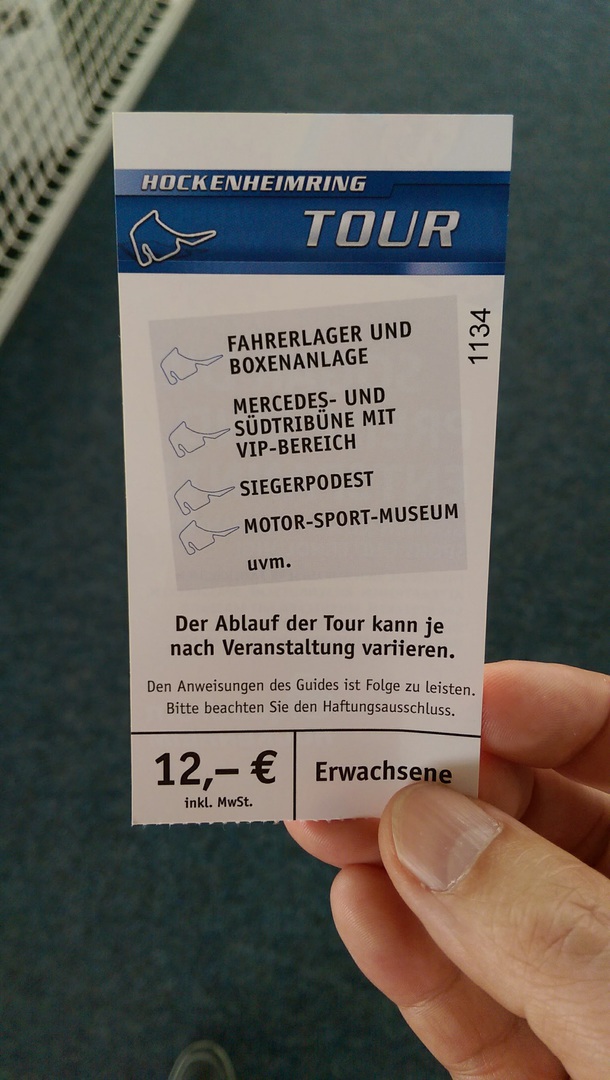 HOCKENHEIMRING
TOUR
1134
FAHRERLAGER UND
BOXENANLAGE
MERCEDES- UND
SÜDTRIBÜNE MIT
VIP-BEREICH
SIEGERPODEST
MOTOR-SPORT-MUSEUM
uvm.
Der Ablauf der Tour kann je
nach Veranstaltung variieren.
Den Anweisungen des Guides ist Folge zu leisten.
Bitte beachten Sie den Haftungsausschluss.
12,– €
inkl. MwSt.
Erwachsene